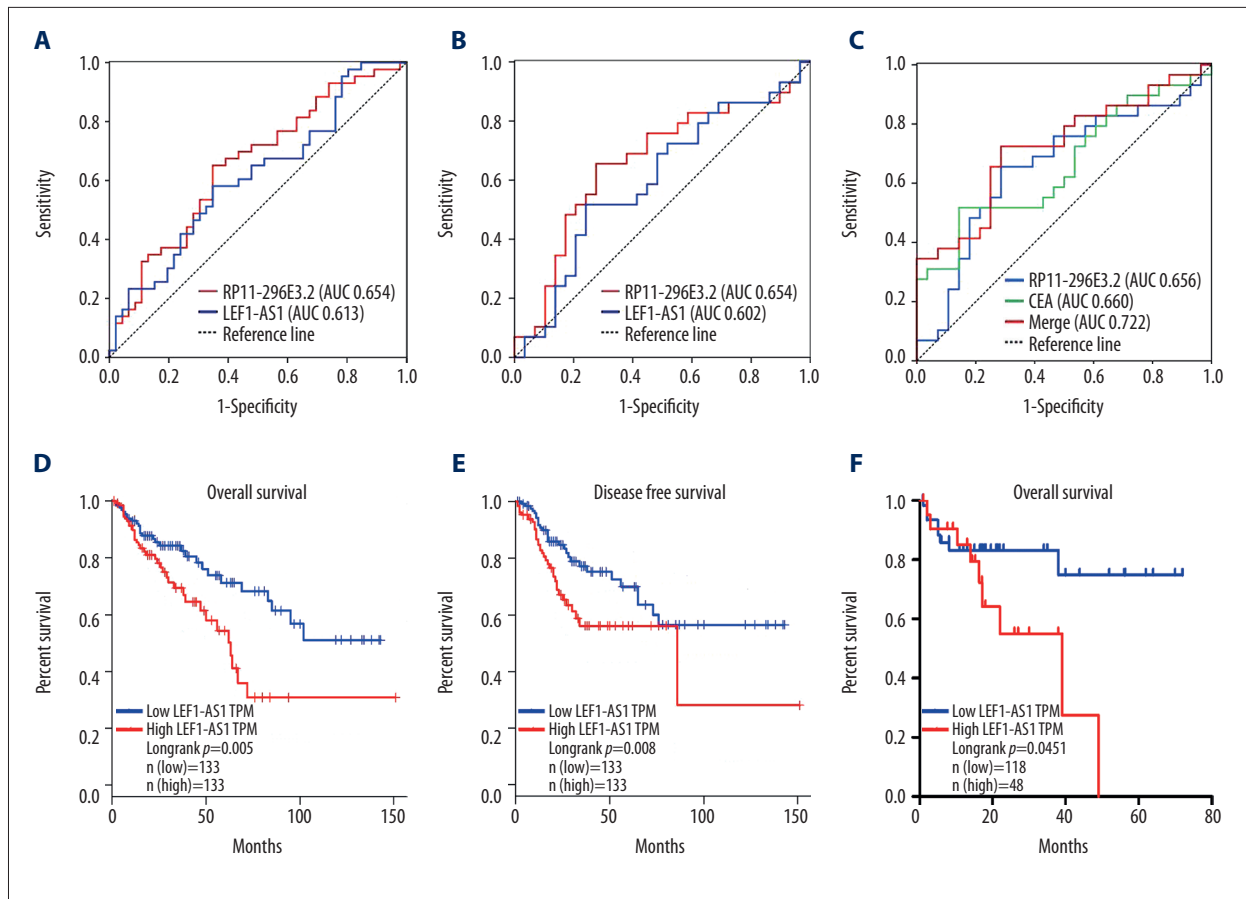 A
1.0
0.8
0.6
0.4
0.2
0.0
Sensitivity
RP11-296E3.2 (AUC 0.654)
LEF1-AS1 (AUC 0.613)
Reference line
0.0 0.2 0.4 0.6 0.8 1.0
1-Specificity
B
1.0
0.8
0.6
0.4
0.2
0.0
Sensitivity
RP11-296E3.2 (AUC 0.654)
LEF1-AS1 (AUC 0.602)
Reference line
0.0 0.2 0.4 0.6 0.8 1.0
1-Specificity
C
1.0
0.8
0.6
0.4
0.2
0.0
Sensitivity
RP11-296E3.2 (AUC 0.656)
CEA (AUC 0.660)
Merge (AUC 0.722)
Reference line
0.0 0.2 0.4 0.6 0.8 1.0
1-Specificity
D
Overall survival
1.0
0.8
0.6
0.4
0.2
0.0
Percent survival
Low LEF1-AS1 TPM
High LEF1-AS1 TPM
Longrank p=0.005
n (low)=133
n (high)=133
0 50 100 150
Months
E
Disease free survival
1.0
0.8
0.6
0.4
0.2
0.0
Percent survival
Low LEF1-AS1 TPM
High LEF1-AS1 TPM
Longrank p=0.008
n (low)=133
n (high)=133
0 50 100 150
Months
F
Overall survival
1.0
0.8
0.6
0.4
0.2
0.0
Percent survival
Low LEF1-AS1 TPM
High LEF1-AS1 TPM
Longrank p=0.0451
n (low)=118
n (high)=48
0 20 40 60 80
Months